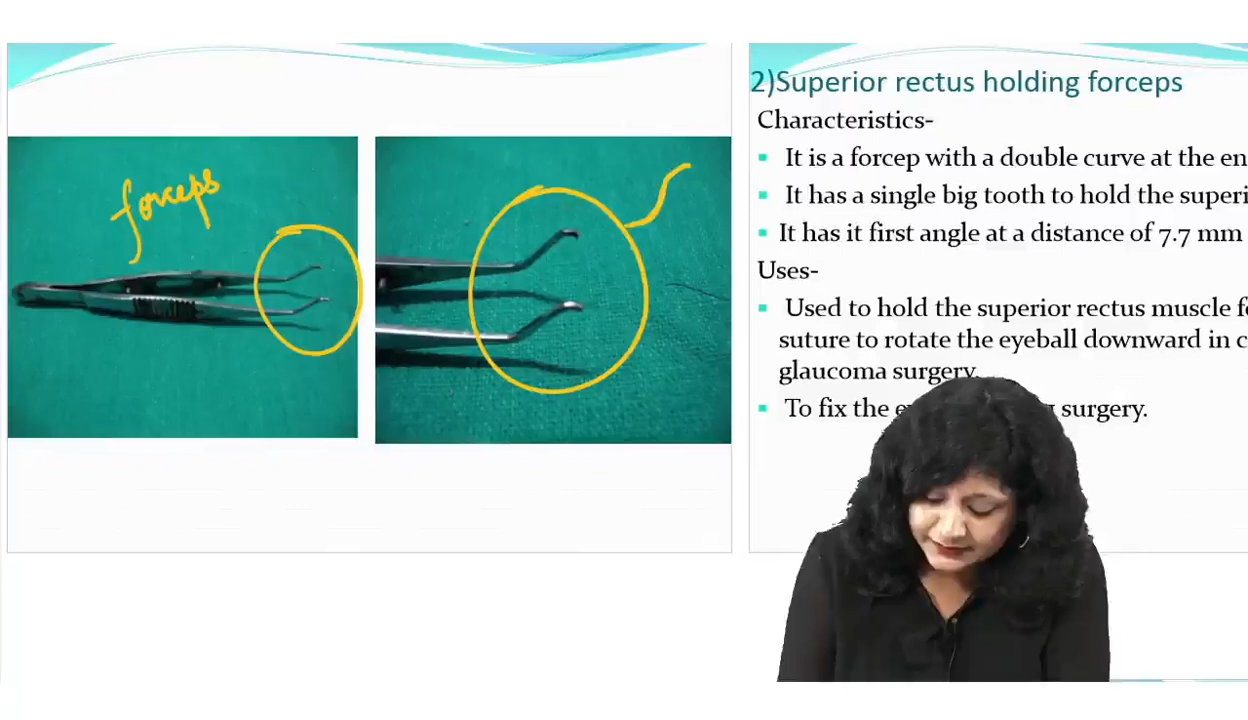 forceps
2)Superior rectus holding forceps
Characteristics-
It is a forcep with a double curve at the en
It has a single big tooth to hold the superi
It has it first angle at a distance of 7.7 mm
Uses-
Used to hold the superior rectus muscle f
suture to rotate the eyeball downward in c
glaucoma surgery.
To fix the surgery.